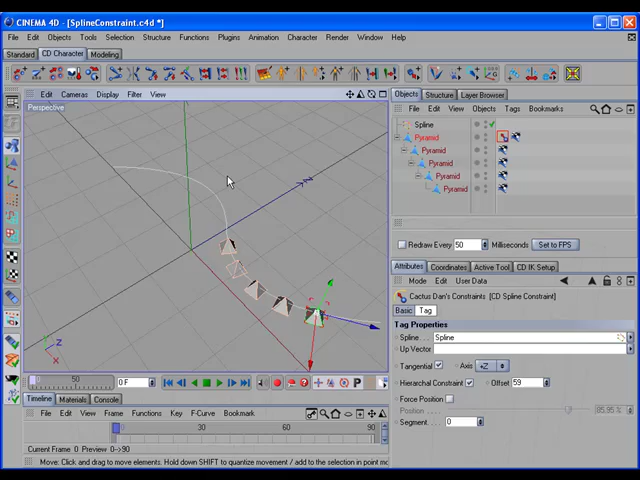 CINEMA 4D - [SplineConstraint.c4d *]
File Edit Objects Tools Selection Structure Functions Plugins Animation Character Render Window Help
Standard CD Character Modeling
Edit Cameras Display Filter View
Perspective
Objects Structure Layer Browser
File Edit View Objects Tags Bookmarks
Spline
Pyramid
Pyramid
Pyramid
Pyramid
Pyramid
Redraw Every 50 Milliseconds Set to FPS
Attributes Coordinates Active Tool CD IK Setup
Mode Edit User Data
Cactus Dan's Constraints [CD Spline Constraint]
Basic Tag
Tag Properties
Spline Spline
Up Vector
Tangential Axis +Z
Hierarchal Constraint Offset 59
Force Position
Position 85.95 %
Segment 0
Z
X
Z
0 50 0 F
Timeline Materials Console
File Edit View Frame Functions Key F-Curve Bookmark
0 30 60 90
Current Frame 0 Preview 0-->90
Move: Click and drag to move elements. Hold down SHIFT to quantize movement / add to the selection in point mo